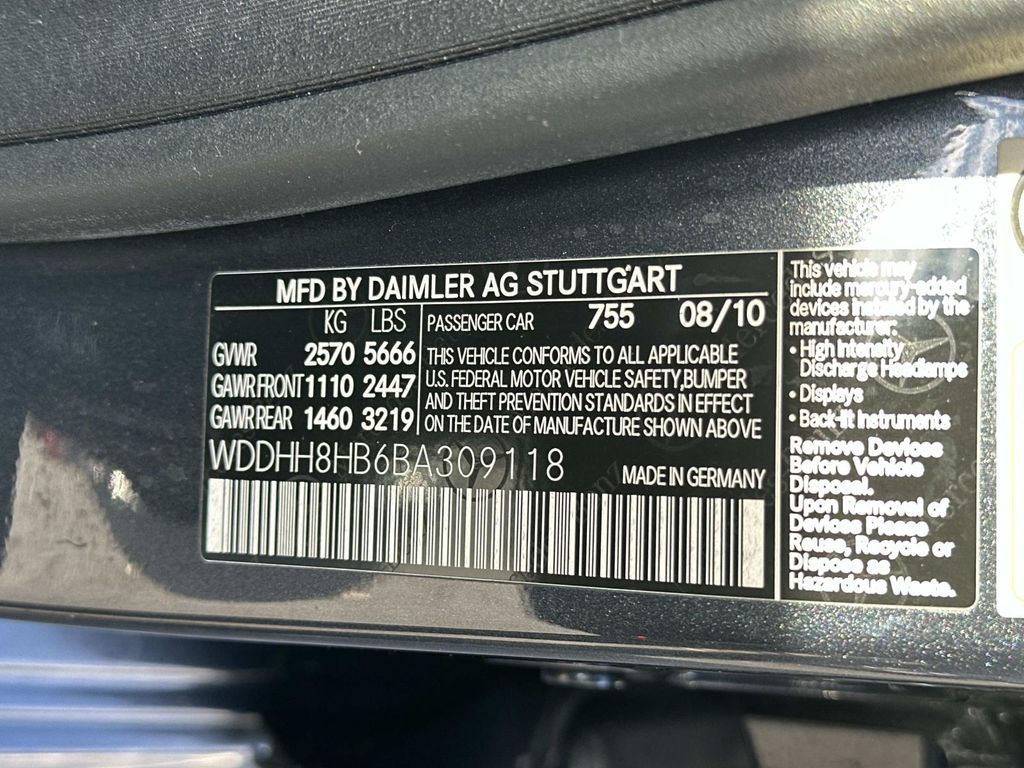 MFD BY DAIMLER AG STUTTGART
KG LBS
GVWR 2570 5666
GAWR FRONT 1110 2447
GAWR REAR 1460 3219
PASSENGER CAR 755 08/10
THIS VEHICLE CONFORMS TO ALL APPLICABLE
U.S. FEDERAL MOTOR VEHICLE SAFETY, BUMPER
AND THEFT PREVENTION STANDARDS IN EFFECT
ON THE DATE OF MANUFACTURE SHOWN ABOVE
WDDHH8HB6BA309118
MADE IN GERMANY
This vehicle may
include mercury-added
devices installed by the
manufacturer:
• High Intensity
Discharge Headlamps
• Displays
• Back-lit Instruments
Remove Devices
Before Vehicle
Disposal.
Upon Removal of
Devices Please
Reuse, Recycle or
Dispose as
Hazardous Waste.